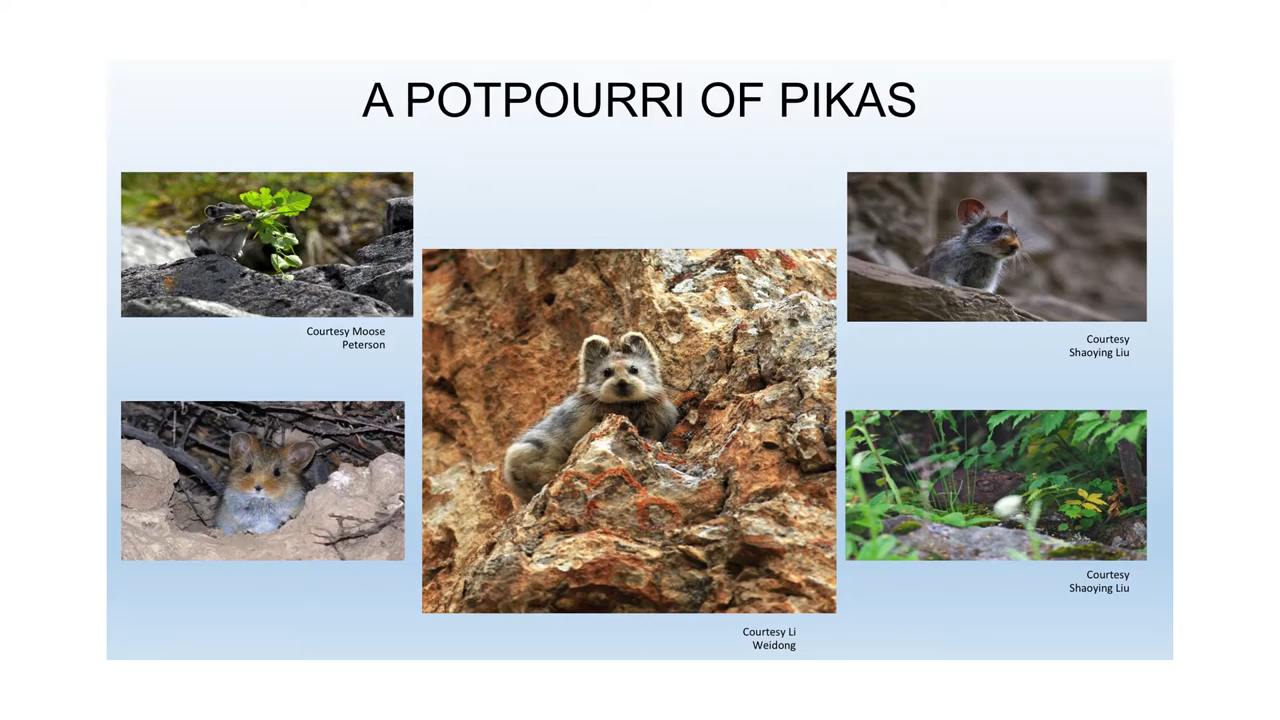 A POTPOURRI OF PIKAS
Courtesy Moose
Peterson
Courtesy
Shaoying Liu
Courtesy
Shaoying Liu
Courtesy Li
Weidong